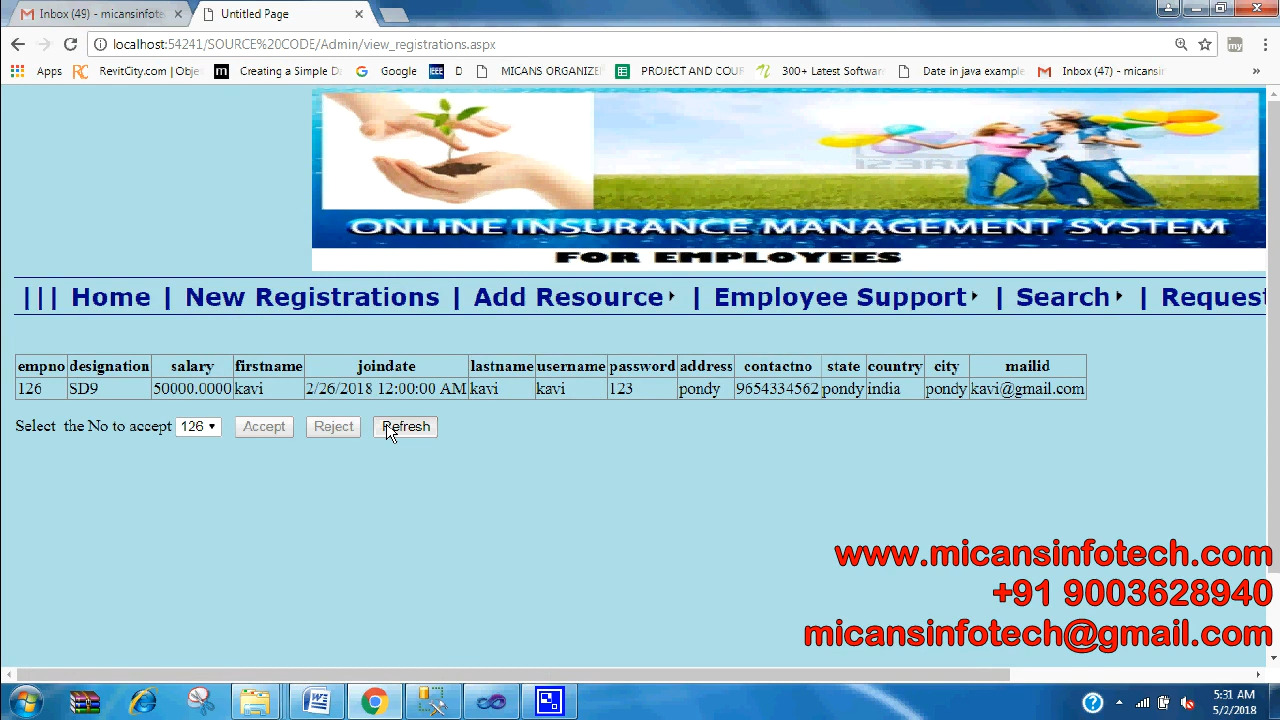 Inbox (49) - micansinfote
Untitled Page
localhost:54241/SOURCE%20CODE/Admin/view_registrations.aspx
Apps
RevitCity.com | Obje
Creating a Simple D
Google
IEEE
D
MICANS ORGANIZE
PROJECT AND COUR
300+ Latest Softwar
Date in java example
Inbox (47) - micansir
»
123R
ONLINE INSURANCE MANAGEMENT SYSTEM
FOR EMPLOYEES
||| Home | New Registrations | Add Resource | Employee Support | Search | Request
empno designation salary firstname joindate lastname username password address contactno state country city mailid
126 SD9 50000.0000 kavi 2/26/2018 12:00:00 AM kavi kavi 123 pondy 9654334562 pondy india pondy kavi@gmail.com
Select the No to accept 126 Accept Reject Refresh
www.micansinfotech.com
+91 9003628940
micansinfotech@gmail.com
5:31 AM
5/2/2018